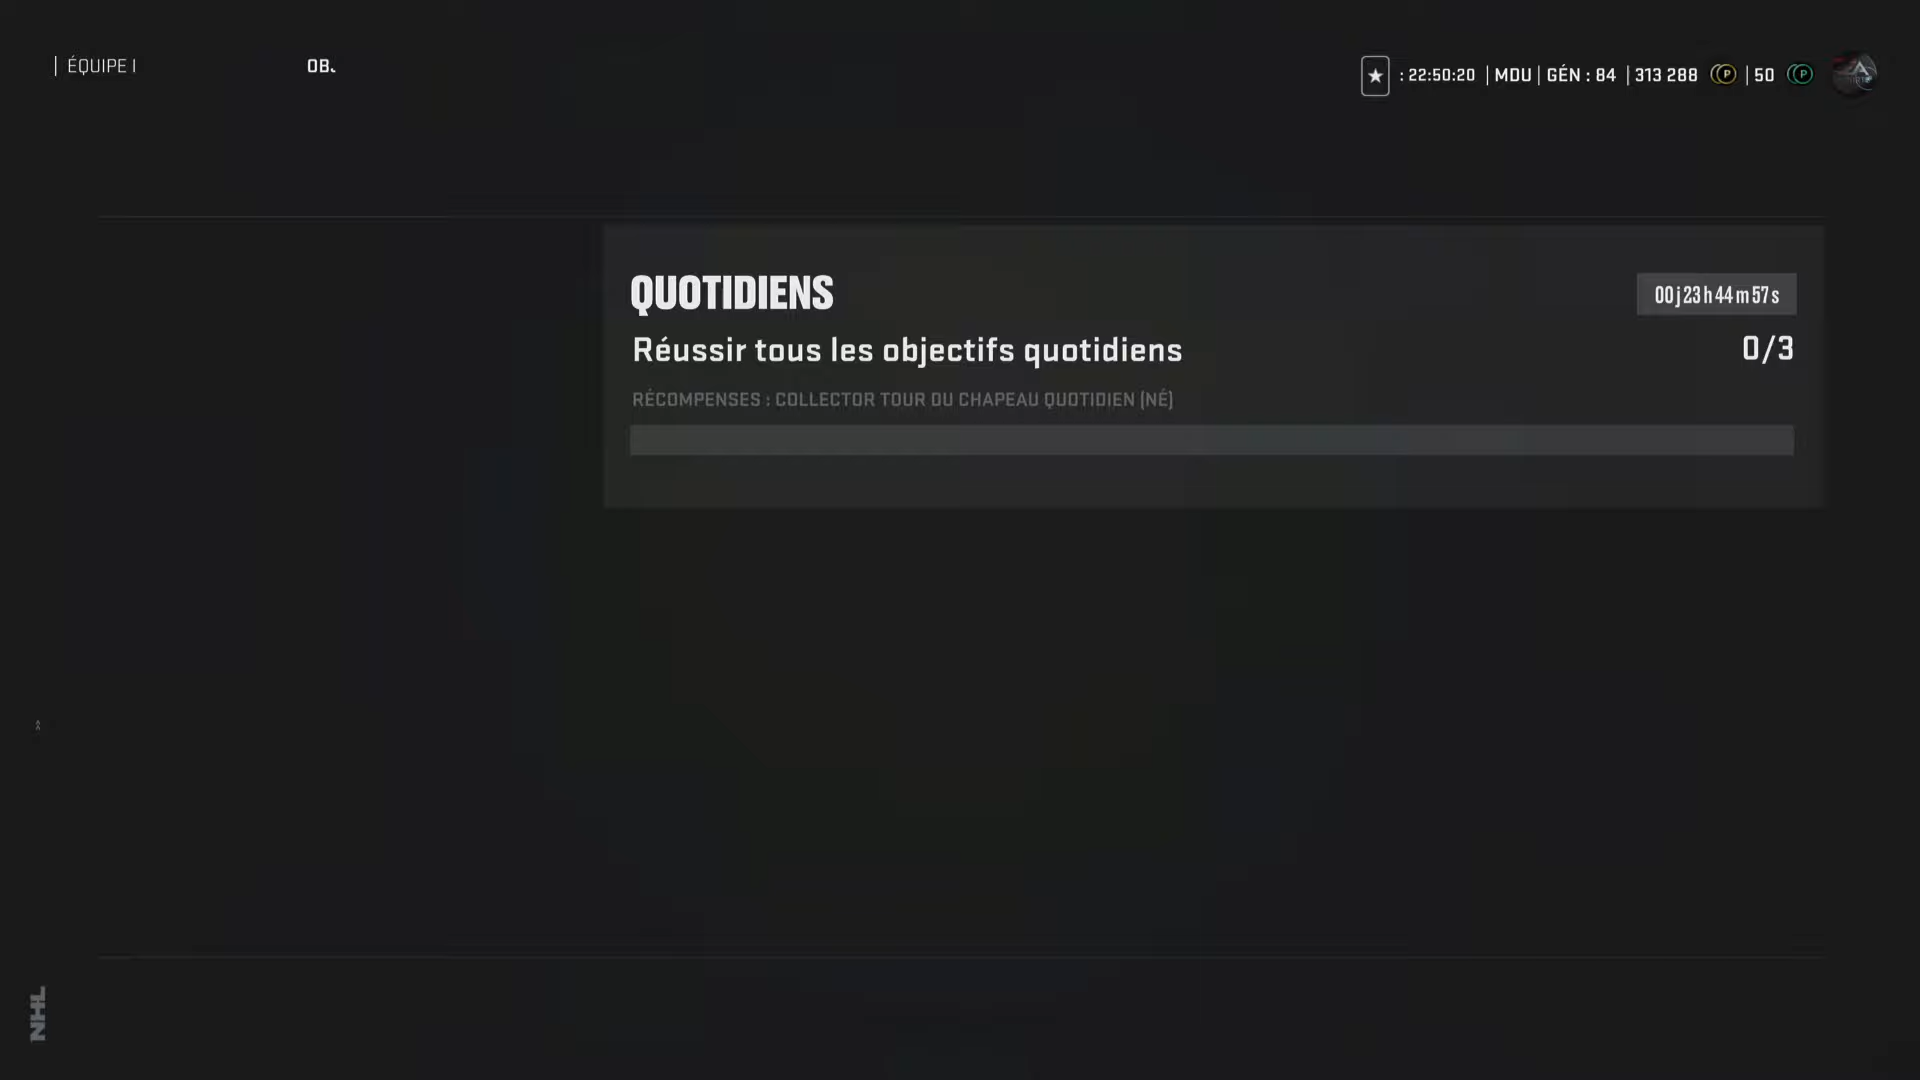 ÉQUIPE
OB.
: 22:50:20 | MDU | GÉN : 84 | 313 288 | 50
QUOTIDIENS
00j23h44m57s
Réussir tous les objectifs quotidiens
0/3
RÉCOMPENSES : COLLECTOR TOUR DU CHAPEAU QUOTIDIEN (NÉ)
NHL